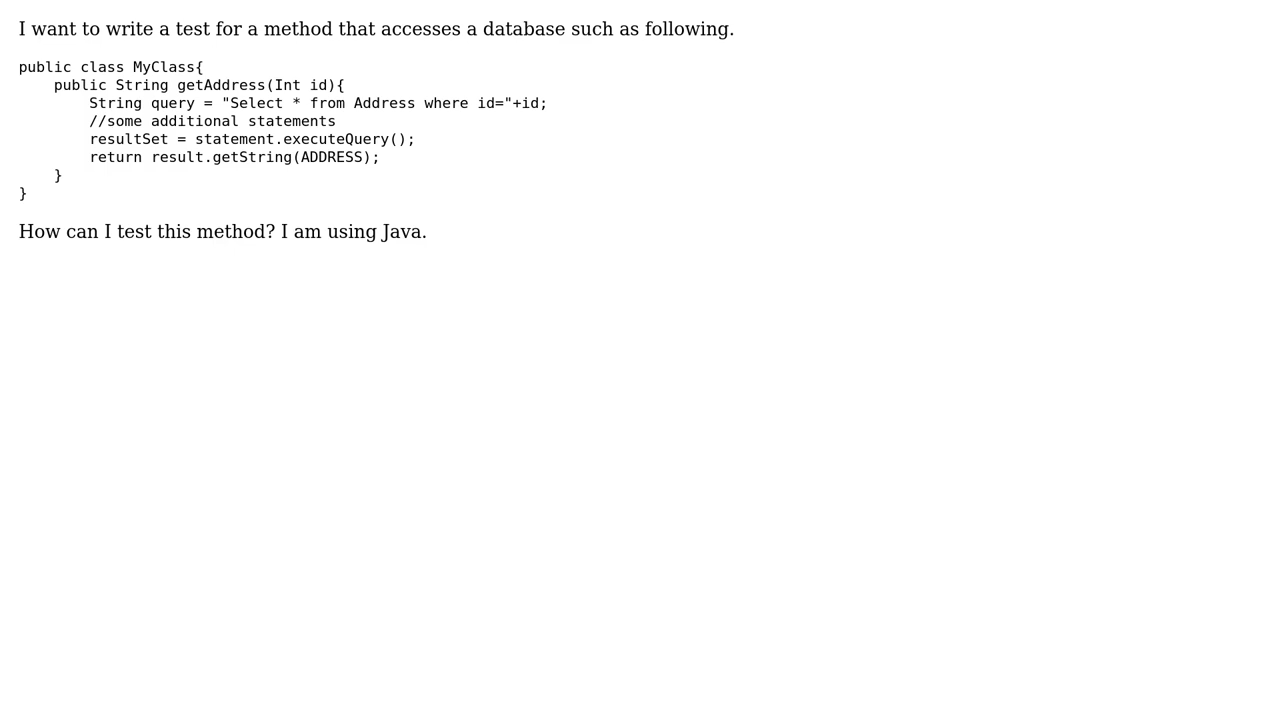 I want to write a test for a method that accesses a database such as following.
public class MyClass{
    public String getAddress(Int id){
        String query = "Select * from Address where id="+id;
        //some additional statements
        resultSet = statement.executeQuery();
        return result.getString(ADDRESS);
    }
}
How can I test this method? I am using Java.